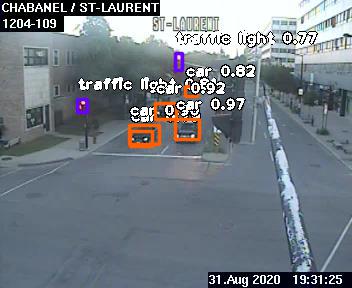 CHABANEL / ST-LAURENT
1204-109
ST-LAURENT
traffic light 0.77
car 0.82
traffic light
car 0.92
car 0.97
car
31.Aug 2020 19:31:25